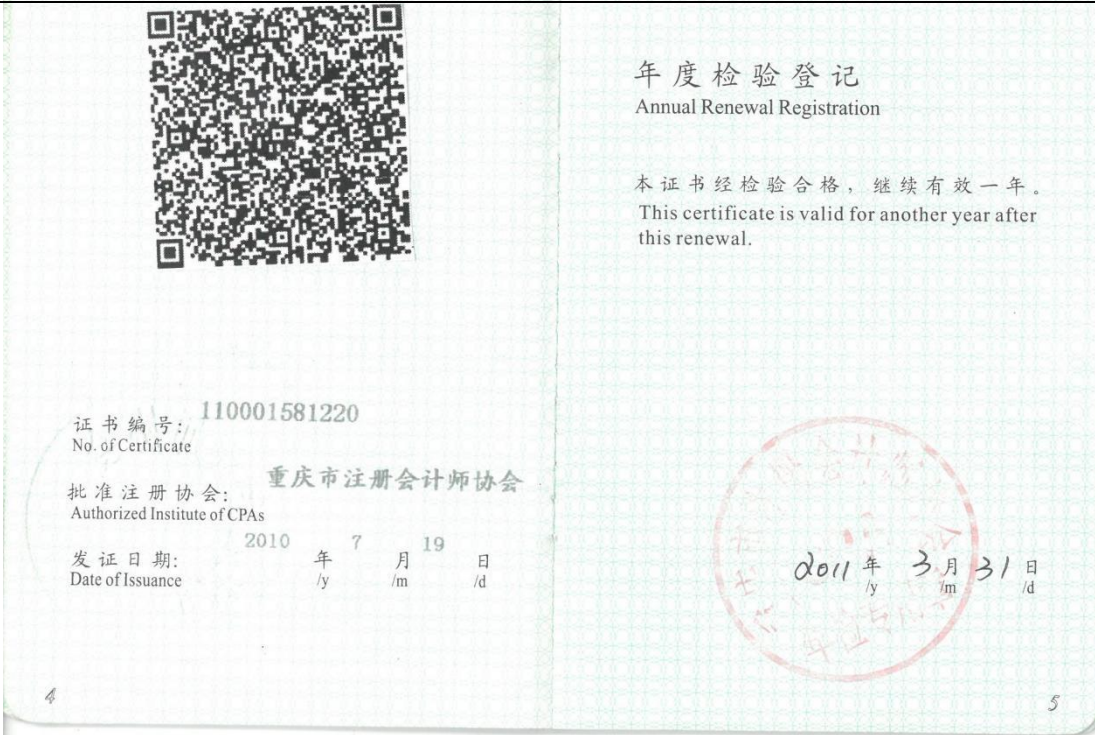 证书编号: 110001581220
No. of Certificate
批准注册协会: 重庆市注册会计师协会
Authorized Institute of CPAs
发证日期: 2010 年 7 月 19 日
Date of Issuance /y /m /d
4
年度检验登记
Annual Renewal Registration
本证书经检验合格，继续有效一年。
This certificate is valid for another year after
this renewal.
2011 年 3 月 31 日
/y /m /d
5